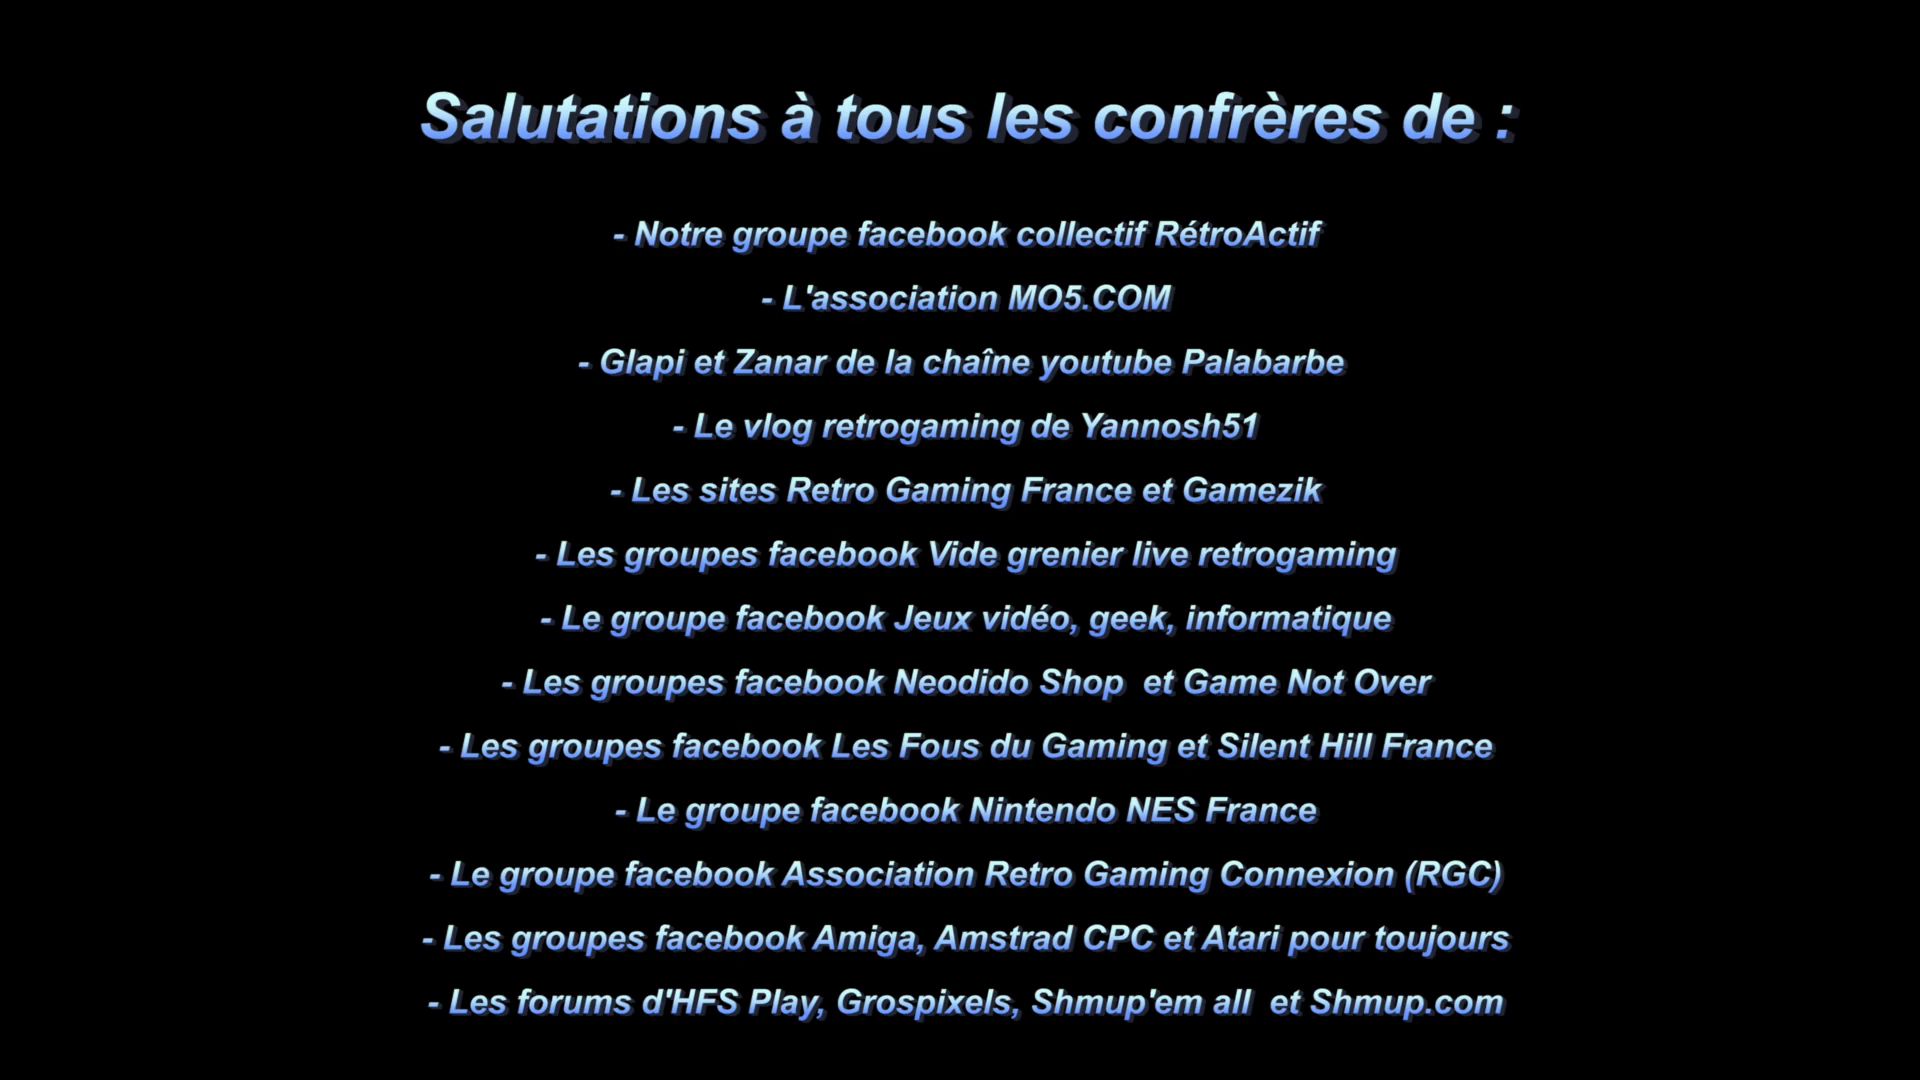 Salutations à tous les confrères de :
- Notre groupe facebook collectif RétroActif
- L'association MO5.COM
- Glapi et Zanar de la chaîne youtube Palabarbe
- Le vlog retrogaming de Yannosh51
- Les sites Retro Gaming France et Gamezik
- Les groupes facebook Vide grenier live retrogaming
- Le groupe facebook Jeux vidéo, geek, informatique
- Les groupes facebook Neodido Shop  et Game Not Over
- Les groupes facebook Les Fous du Gaming et Silent Hill France
- Le groupe facebook Nintendo NES France
- Le groupe facebook Association Retro Gaming Connexion (RGC)
- Les groupes facebook Amiga, Amstrad CPC et Atari pour toujours
- Les forums d'HFS Play, Grospixels, Shmup'em all  et Shmup.com